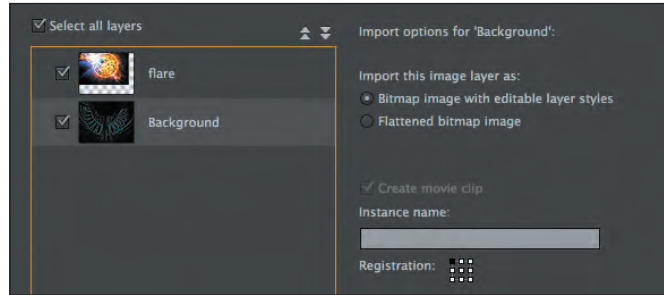 Select all layers
flare
Background
Import options for 'Background':
Import this image layer as:
Bitmap image with editable layer styles
Flattened bitmap image
Create movie clip
Instance name:
Registration: